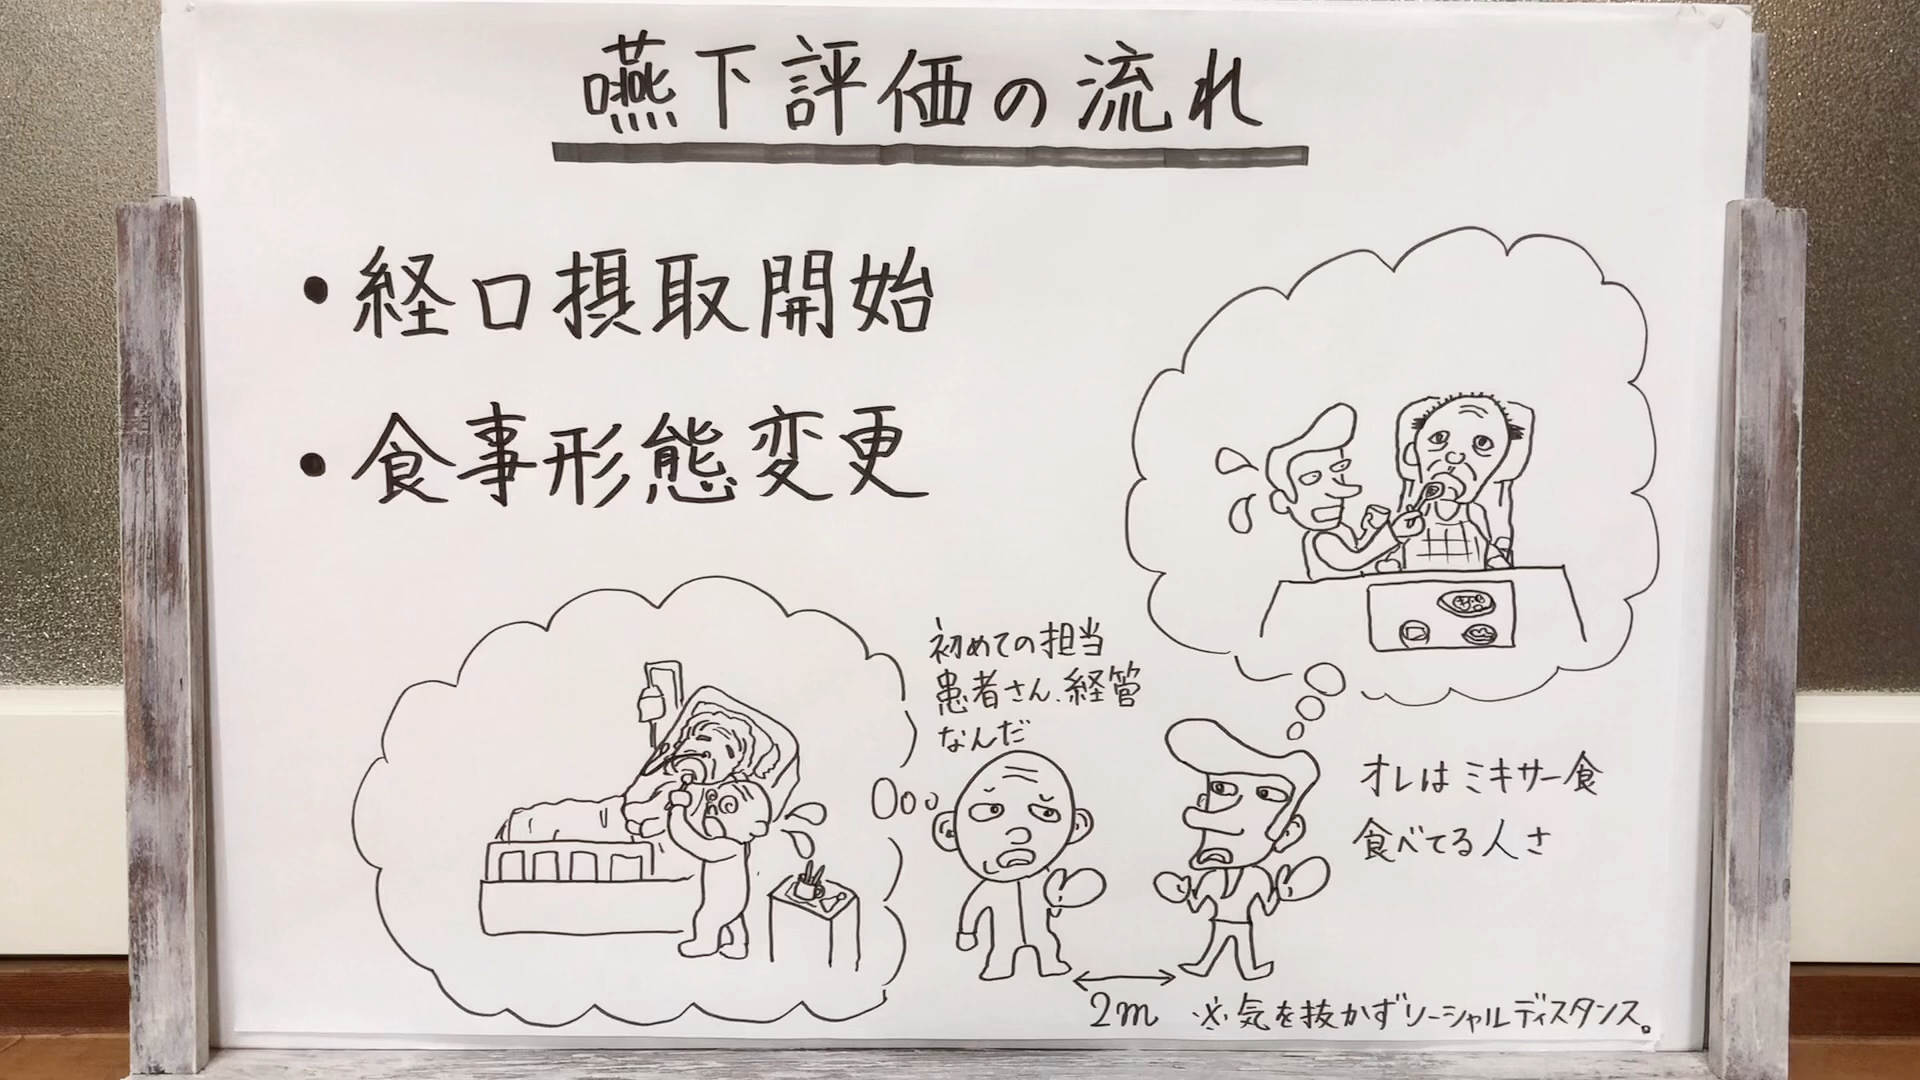 嚥下評価の流れ
・経口摂取開始
・食事形態変更
初めての担当
患者さん、経管
なんだ
オレはミキサー食
食べてる人さ
2m ※気を抜かずソーシャルディスタンス。